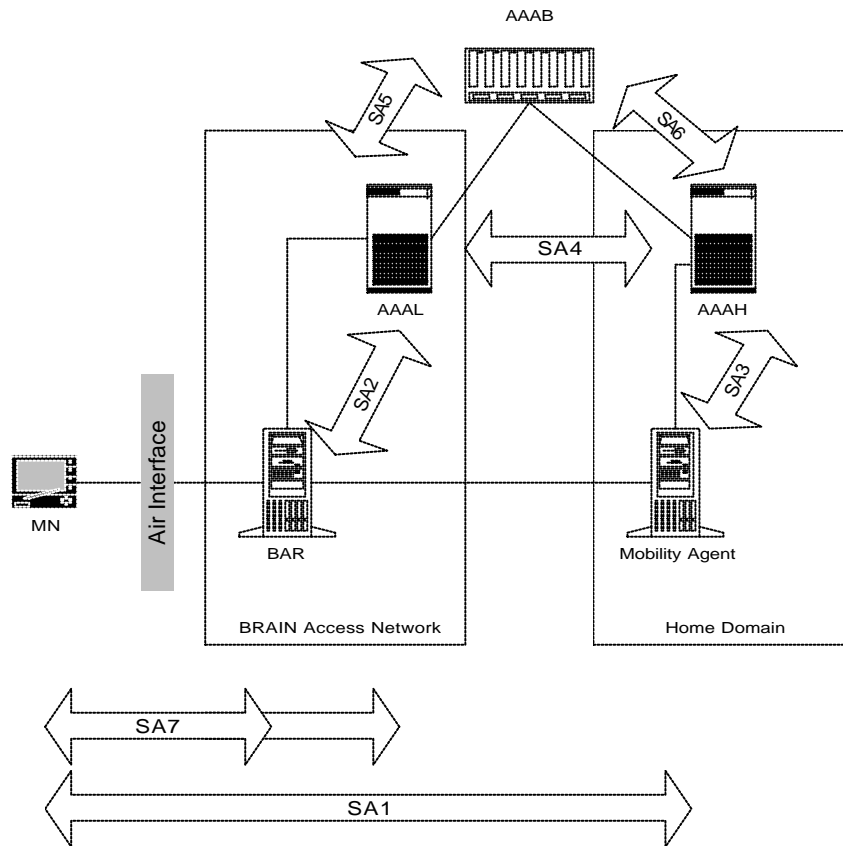 AAAB
SA5
SA6
SA4
AAAL
AAAH
SA2
SA3
Air Interface
MN
BAR
Mobility Agent
BRAIN Access Network
Home Domain
SA7
SA1